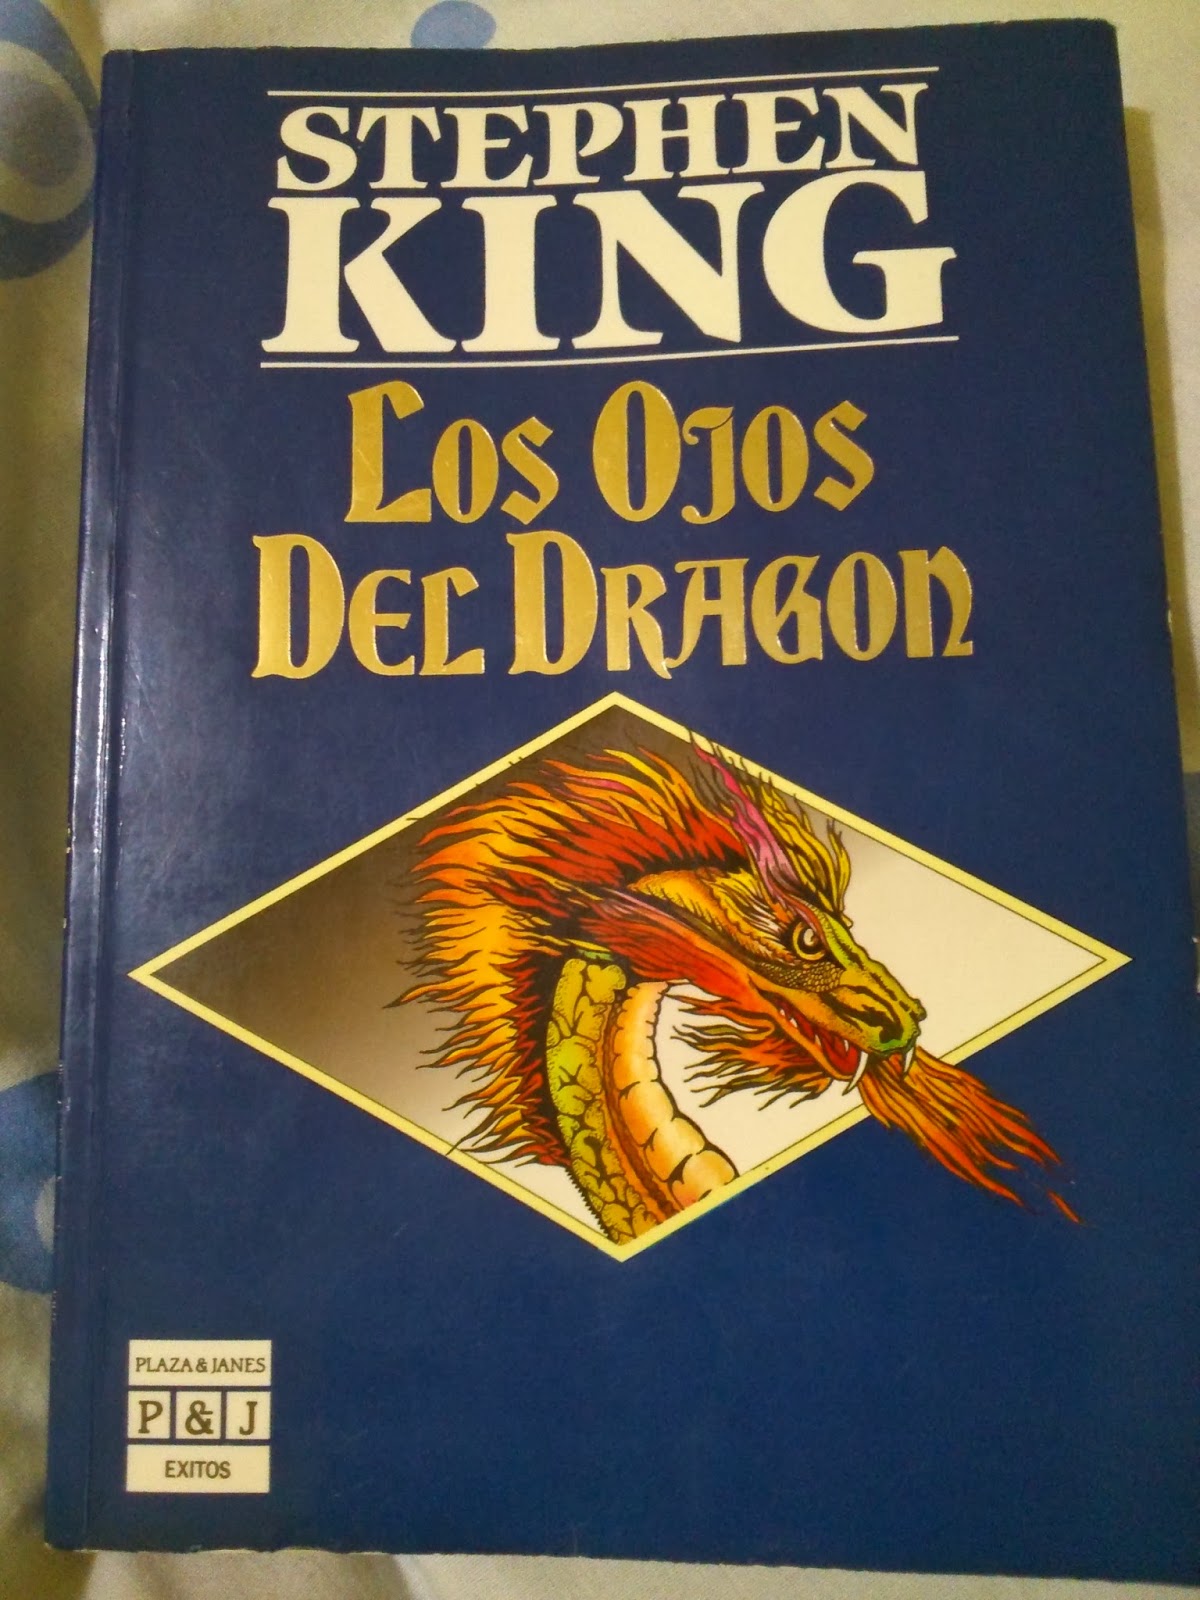 STEPHEN
KING
LOS OJOS
DEL DRAGON
PLAZA & JANES
P & J
EXITOS